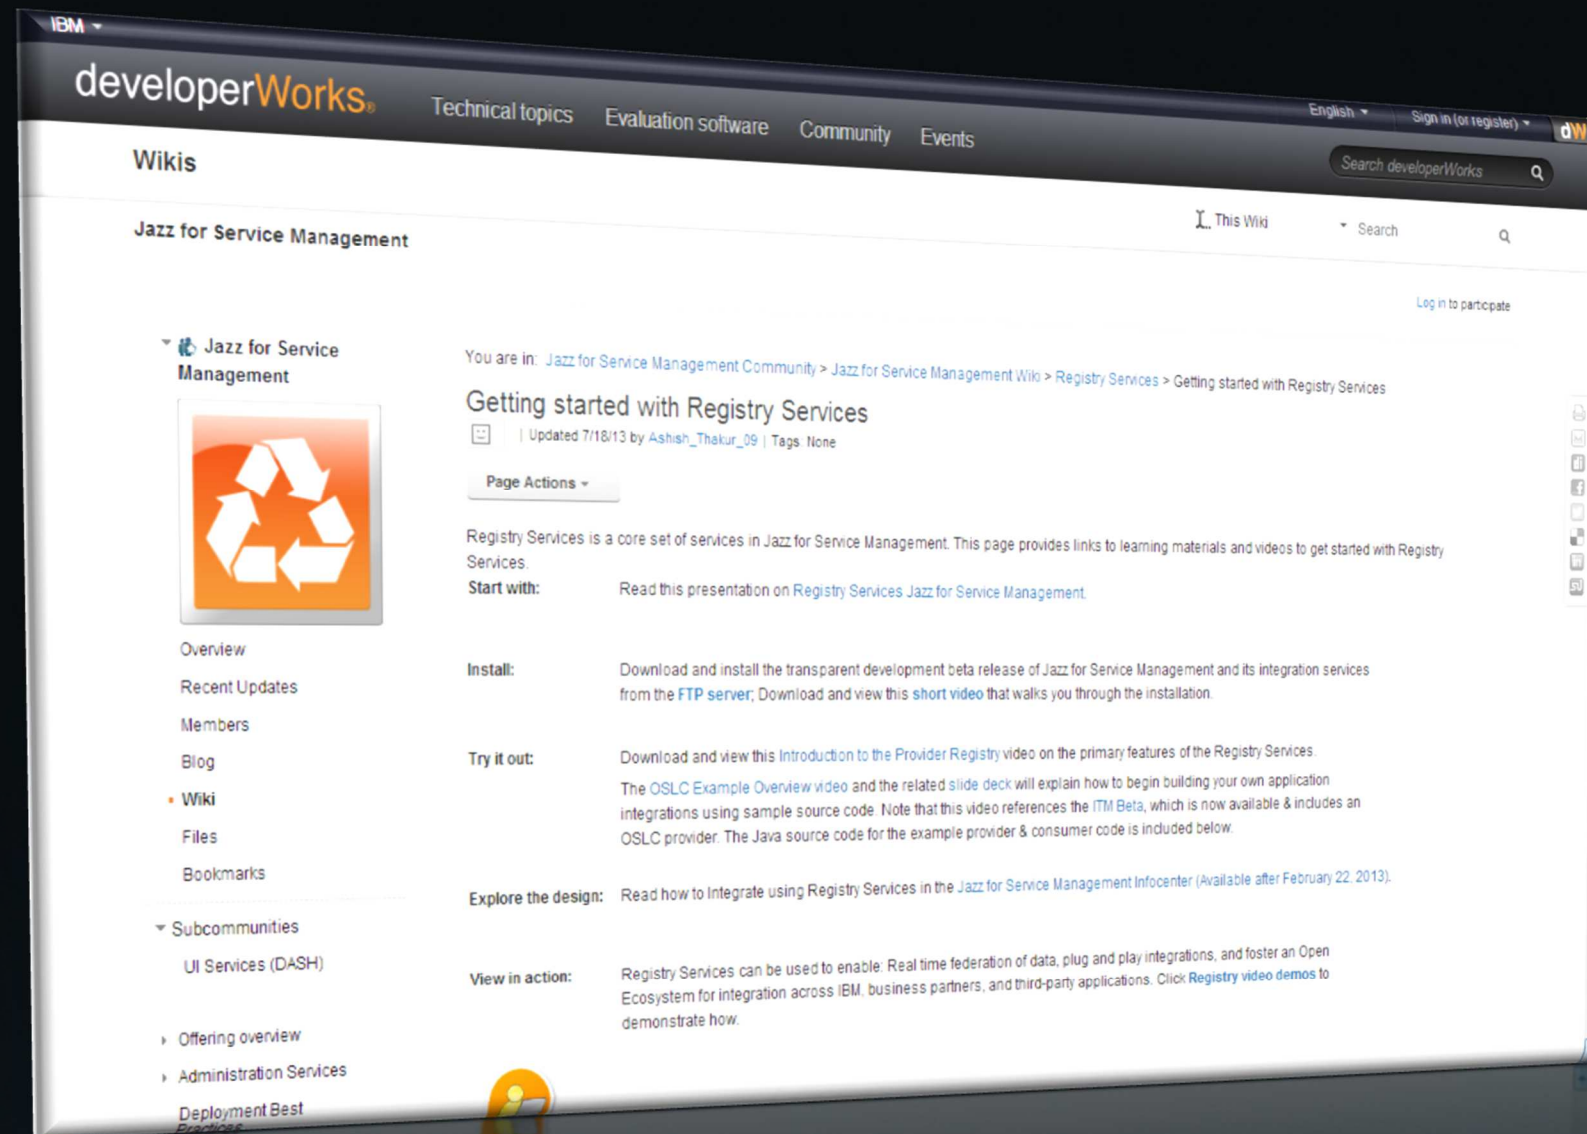 IBM
developerWorks®
Technical topics Evaluation software Community Events
English Sign in (or register) dW
Search developerWorks
Wikis
This Wiki Search
Jazz for Service Management
Log in to participate
Jazz for Service
Management
Overview
Recent Updates
Members
Blog
Wiki
Files
Bookmarks
Subcommunities
UI Services (DASH)
Offering overview
Administration Services
Deployment Best
Practices
You are in: Jazz for Service Management Community > Jazz for Service Management Wiki > Registry Services > Getting started with Registry Services
Getting started with Registry Services
| Updated 7/18/13 by Ashish_Thakur_09 | Tags: None
Page Actions
Registry Services is a core set of services in Jazz for Service Management. This page provides links to learning materials and videos to get started with Registry
Services.
Start with: Read this presentation on Registry Services Jazz for Service Management.
Install: Download and install the transparent development beta release of Jazz for Service Management and its integration services
from the FTP server; Download and view this short video that walks you through the installation.
Try it out: Download and view this Introduction to the Provider Registry video on the primary features of the Registry Services.
The OSLC Example Overview video and the related slide deck will explain how to begin building your own application
integrations using sample source code. Note that this video references the ITM Beta, which is now available & includes an
OSLC provider. The Java source code for the example provider & consumer code is included below.
Explore the design: Read how to Integrate using Registry Services in the Jazz for Service Management Infocenter (Available after February 22, 2013).
View in action: Registry Services can be used to enable: Real time federation of data, plug and play integrations, and foster an Open
Ecosystem for integration across IBM, business partners, and third-party applications. Click Registry video demos to
demonstrate how.